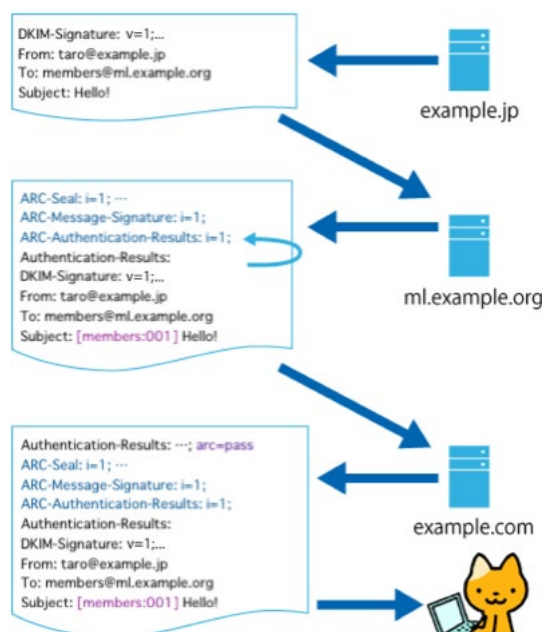 DKIM-Signature: v=1;...
From: taro@example.jp
To: members@ml.example.org
Subject: Hello!
example.jp
ARC-Seal: i=1; …
ARC-Message-Signature: i=1;
ARC-Authentication-Results: i=1;
Authentication-Results:
DKIM-Signature: v=1;...
From: taro@example.jp
To: members@ml.example.org
Subject: [members:001] Hello!
ml.example.org
Authentication-Results: …; arc=pass
ARC-Seal: i=1; …
ARC-Message-Signature: i=1;
ARC-Authentication-Results: i=1;
Authentication-Results:
DKIM-Signature: v=1;...
From: taro@example.jp
To: members@ml.example.org
Subject: [members:001] Hello!
example.com